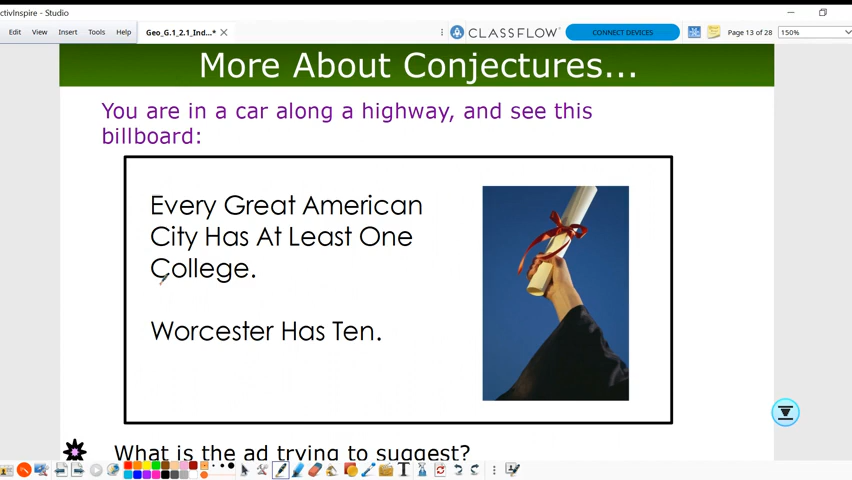 ctivInspire - Studio
Edit View Insert Tools Help Geo_G.1_2.1_Ind...* CLASSFLOW CONNECT DEVICES Page 13 of 28 150%
More About Conjectures...
You are in a car along a highway, and see this
billboard:
Every Great American
City Has At Least One
College.
Worcester Has Ten.
What is the ad trying to suggest?